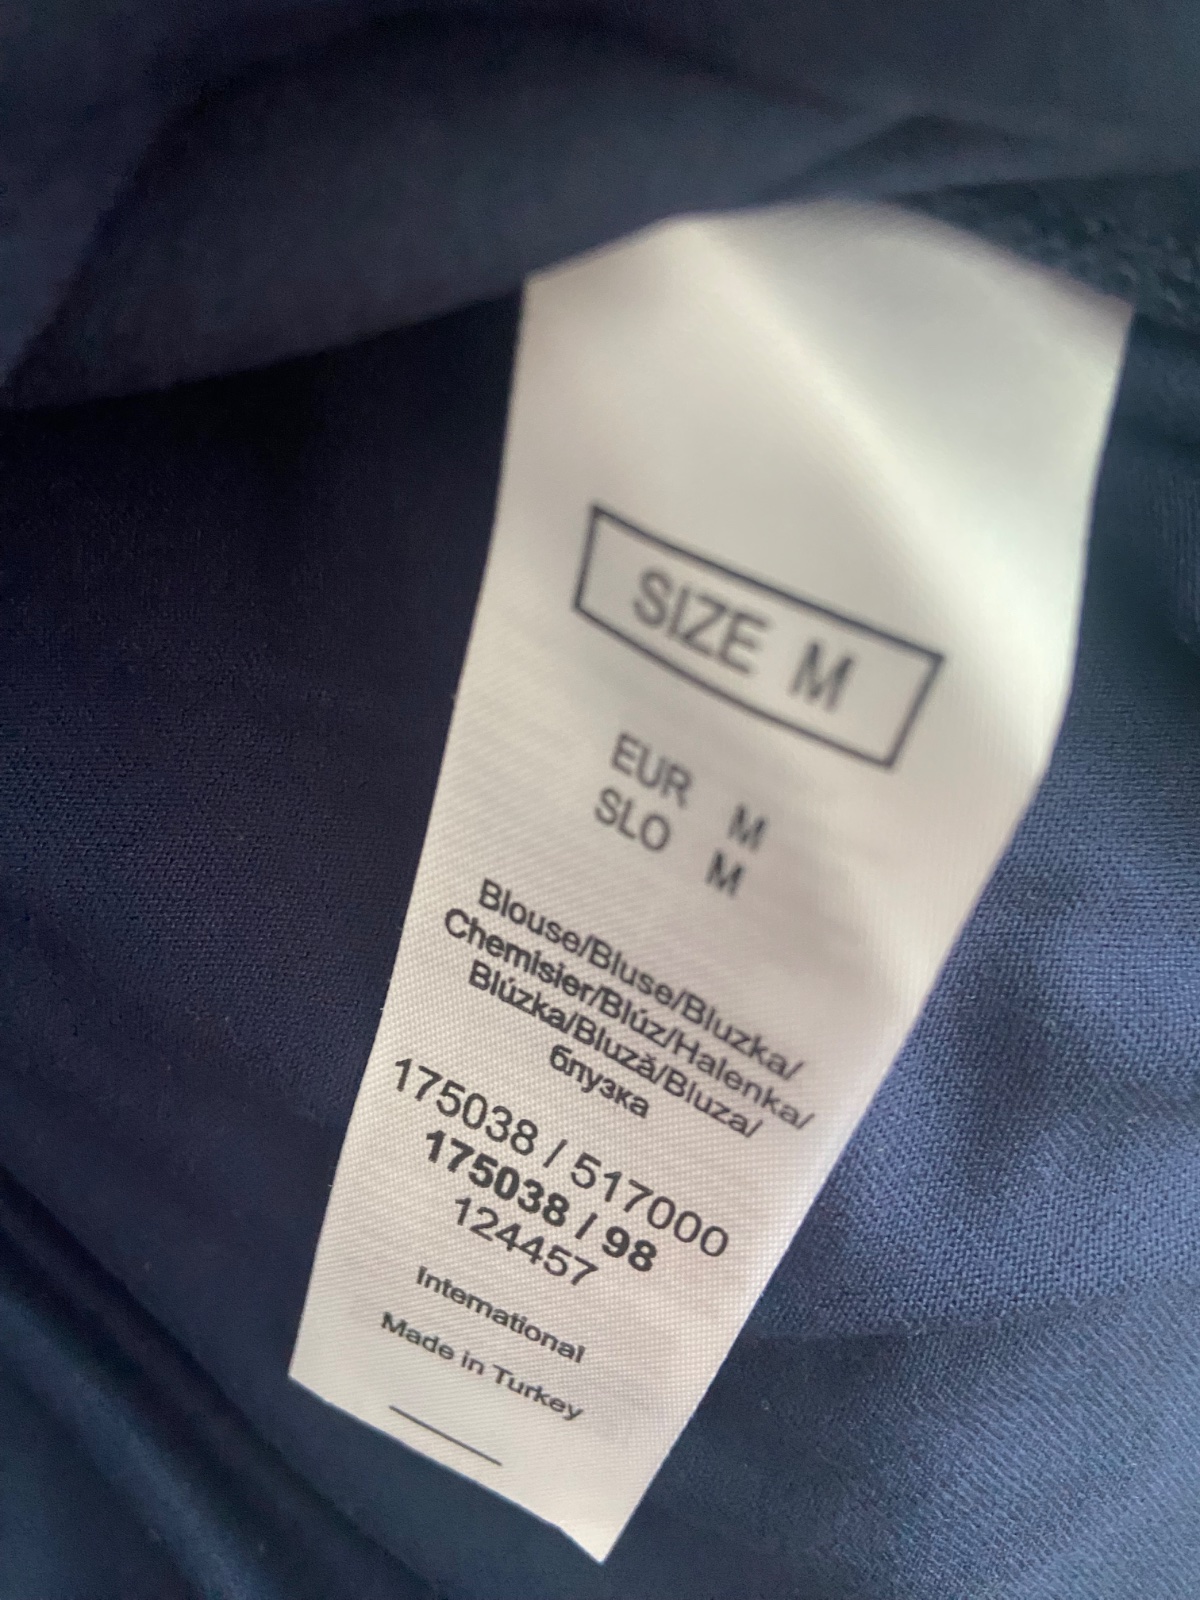 SIZE M
EUR M
SLO M
Blouse/Bluse/Bluzka/
Chemisier/Blúz/Halenka/
Blúzka/Bluză/Bluza/
блузка
175038 / 517000
175038 / 98
124457
International
Made in Turkey